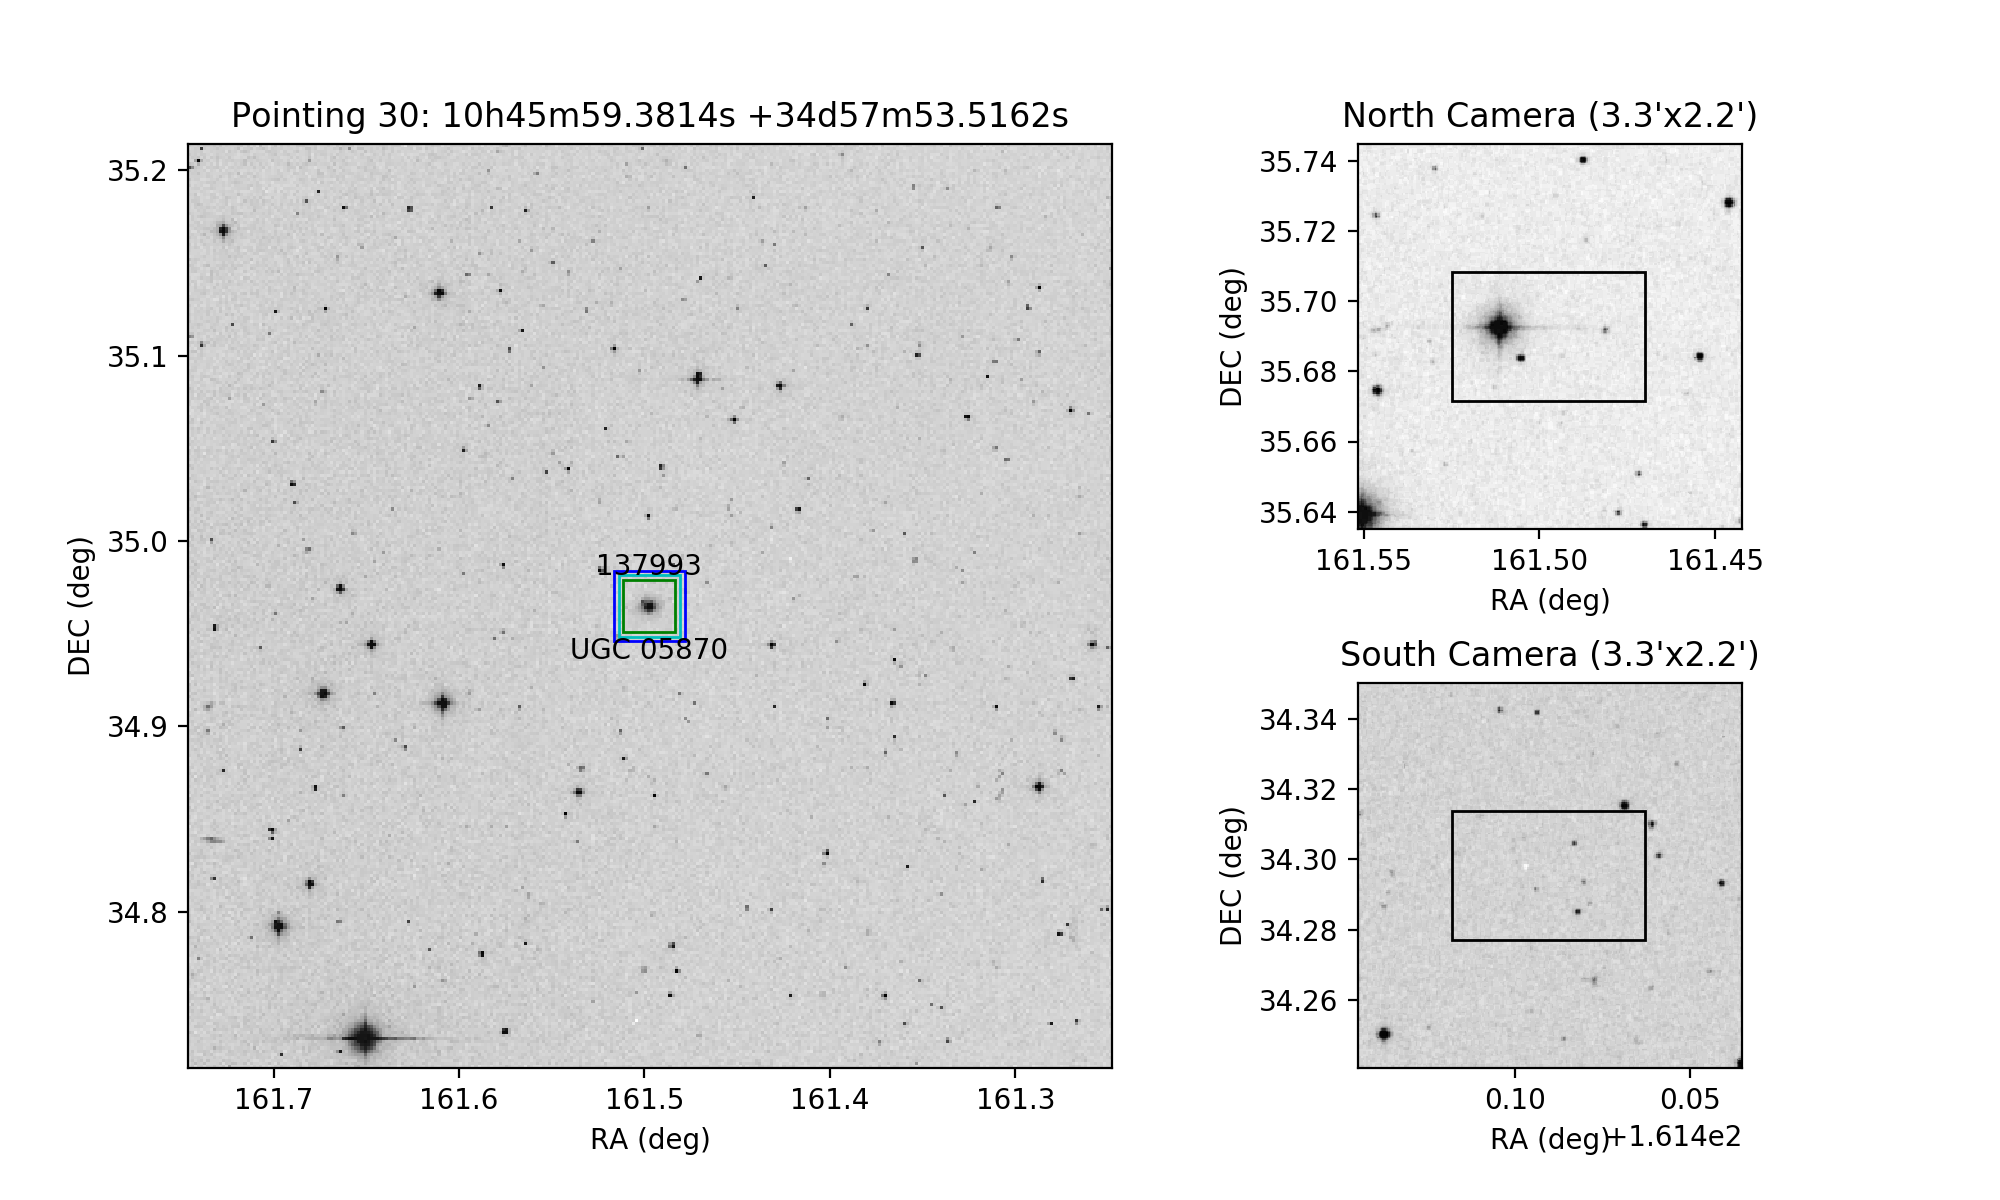 Pointing 30: 10h45m59.3814s +34d57m53.5162s
35.2
35.1
35.0
34.9
34.8
DEC (deg)
137993
UGC 05870
161.7 161.6 161.5 161.4 161.3
RA (deg)
North Camera (3.3'x2.2')
35.74
35.72
35.70
35.68
35.66
35.64
DEC (deg)
161.55 161.50 161.45
RA (deg)
South Camera (3.3'x2.2')
34.34
34.32
34.30
34.28
34.26
DEC (deg)
0.10 0.05
RA (deg) +1.614e2